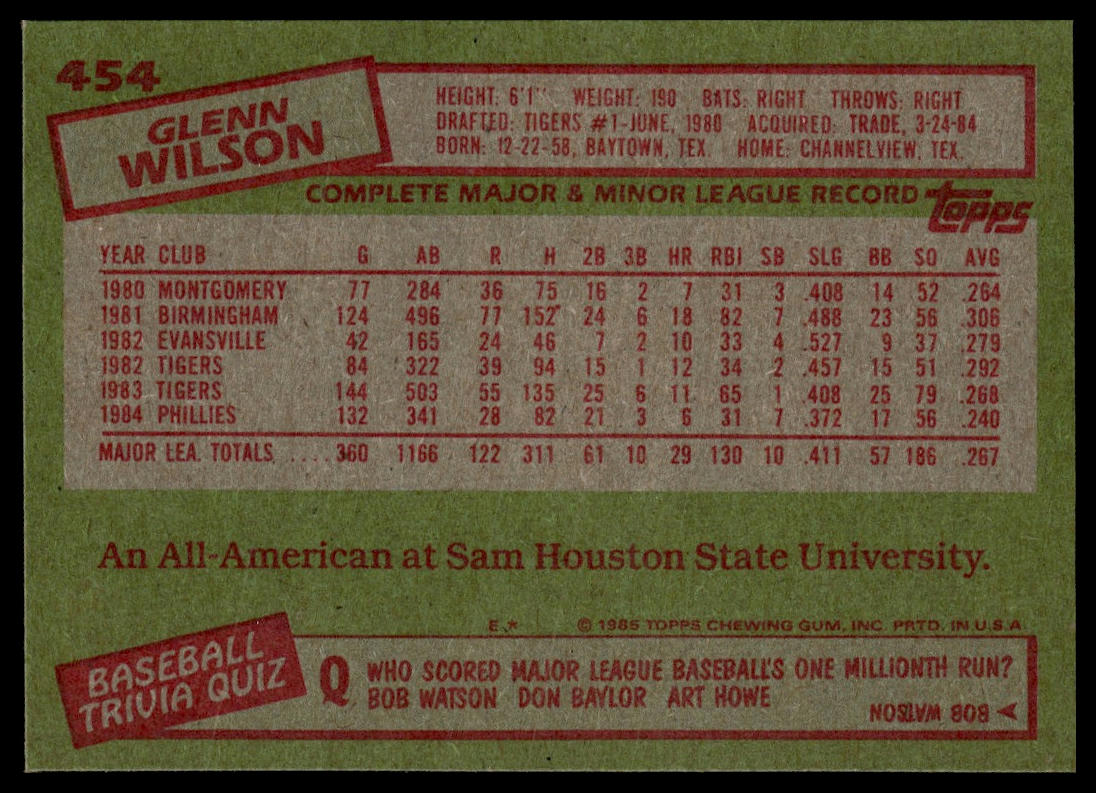 454
GLENN
WILSON
HEIGHT: 6'1" WEIGHT: 190 BATS: RIGHT THROWS: RIGHT
DRAFTED: TIGERS #1-JUNE, 1980 ACQUIRED: TRADE, 3-24-84
BORN: 12-22-58, BAYTOWN, TEX. HOME: CHANNELVIEW, TEX.
COMPLETE MAJOR & MINOR LEAGUE RECORD topps
YEAR CLUB G AB R H 2B 3B HR RBI SB SLG BB SO AVG
1980 MONTGOMERY 77 284 36 75 16 2 7 31 3 .408 14 52 .264
1981 BIRMINGHAM 124 496 77 152 24 6 18 82 7 .488 23 56 .306
1982 EVANSVILLE 42 165 24 46 7 2 10 33 4 .527 9 37 .279
1982 TIGERS 84 322 39 94 15 1 12 34 2 .457 15 51 .292
1983 TIGERS 144 503 55 135 25 6 11 65 1 .408 25 79 .268
1984 PHILLIES 132 341 28 82 21 3 6 31 7 .372 17 56 .240
MAJOR LEA. TOTALS .... 360 1166 122 311 61 10 29 130 10 .411 57 186 .267
An All-American at Sam Houston State University.
E * © 1985 TOPPS CHEWING GUM, INC. PRTD. IN U.S.A.
BASEBALL
TRIVIA QUIZ
Q WHO SCORED MAJOR LEAGUE BASEBALL'S ONE MILLIONTH RUN?
BOB WATSON DON BAYLOR ART HOWE
BOB WATSON